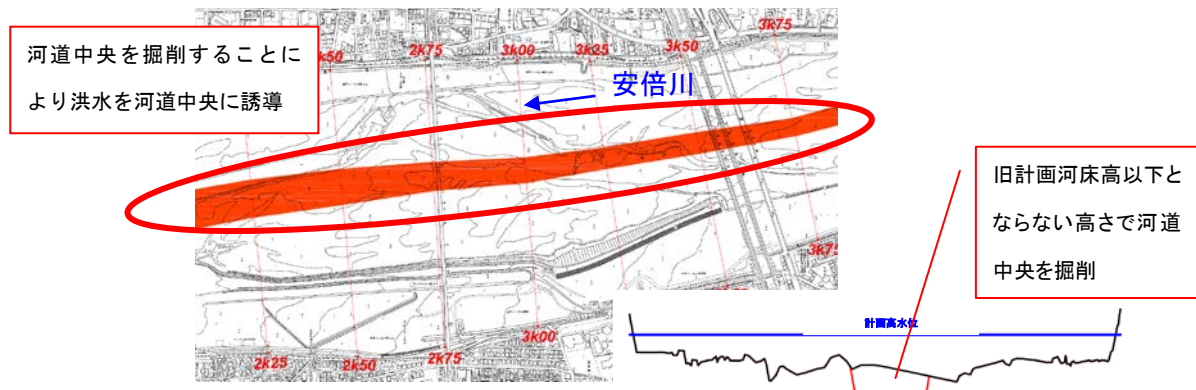 河道中央を掘削することに
より洪水を河道中央に誘導
k50
2k75
3k00
3k25
3k50
3k75
安倍川
旧計画河床高以下と
ならない高さで河道
中央を掘削
3k75
3k00
2k25
2k50
2k75
計画高水位